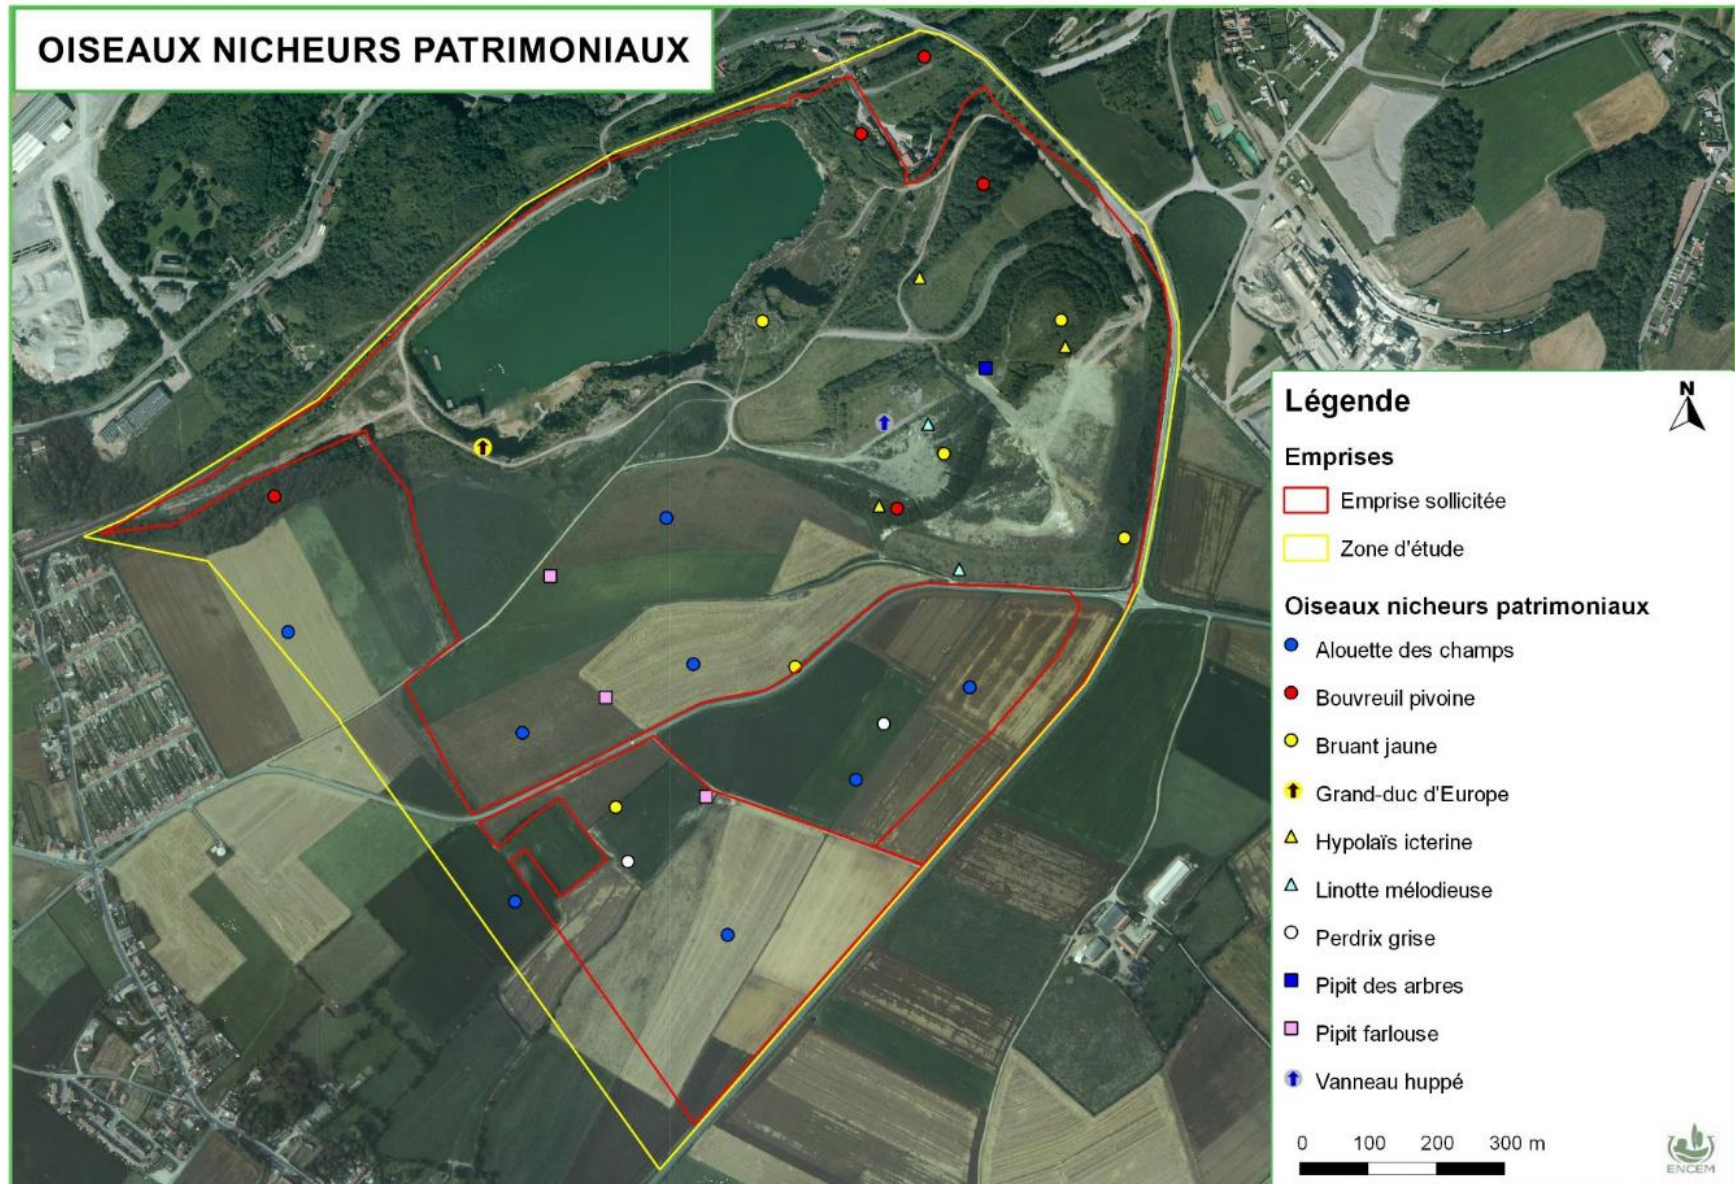 OISEAUX NICHEURS PATRIMONIAUX
Légende
N
Emprises
Emprise sollicitée
Zone d'étude
Oiseaux nicheurs patrimoniaux
Alouette des champs
Bouvreuil pivoine
Bruant jaune
Grand-duc d'Europe
Hypolaïs icterine
Linotte mélodieuse
Perdrix grise
Pipit des arbres
Pipit farlouse
Vanneau huppé
0 100 200 300 m
ENCEM